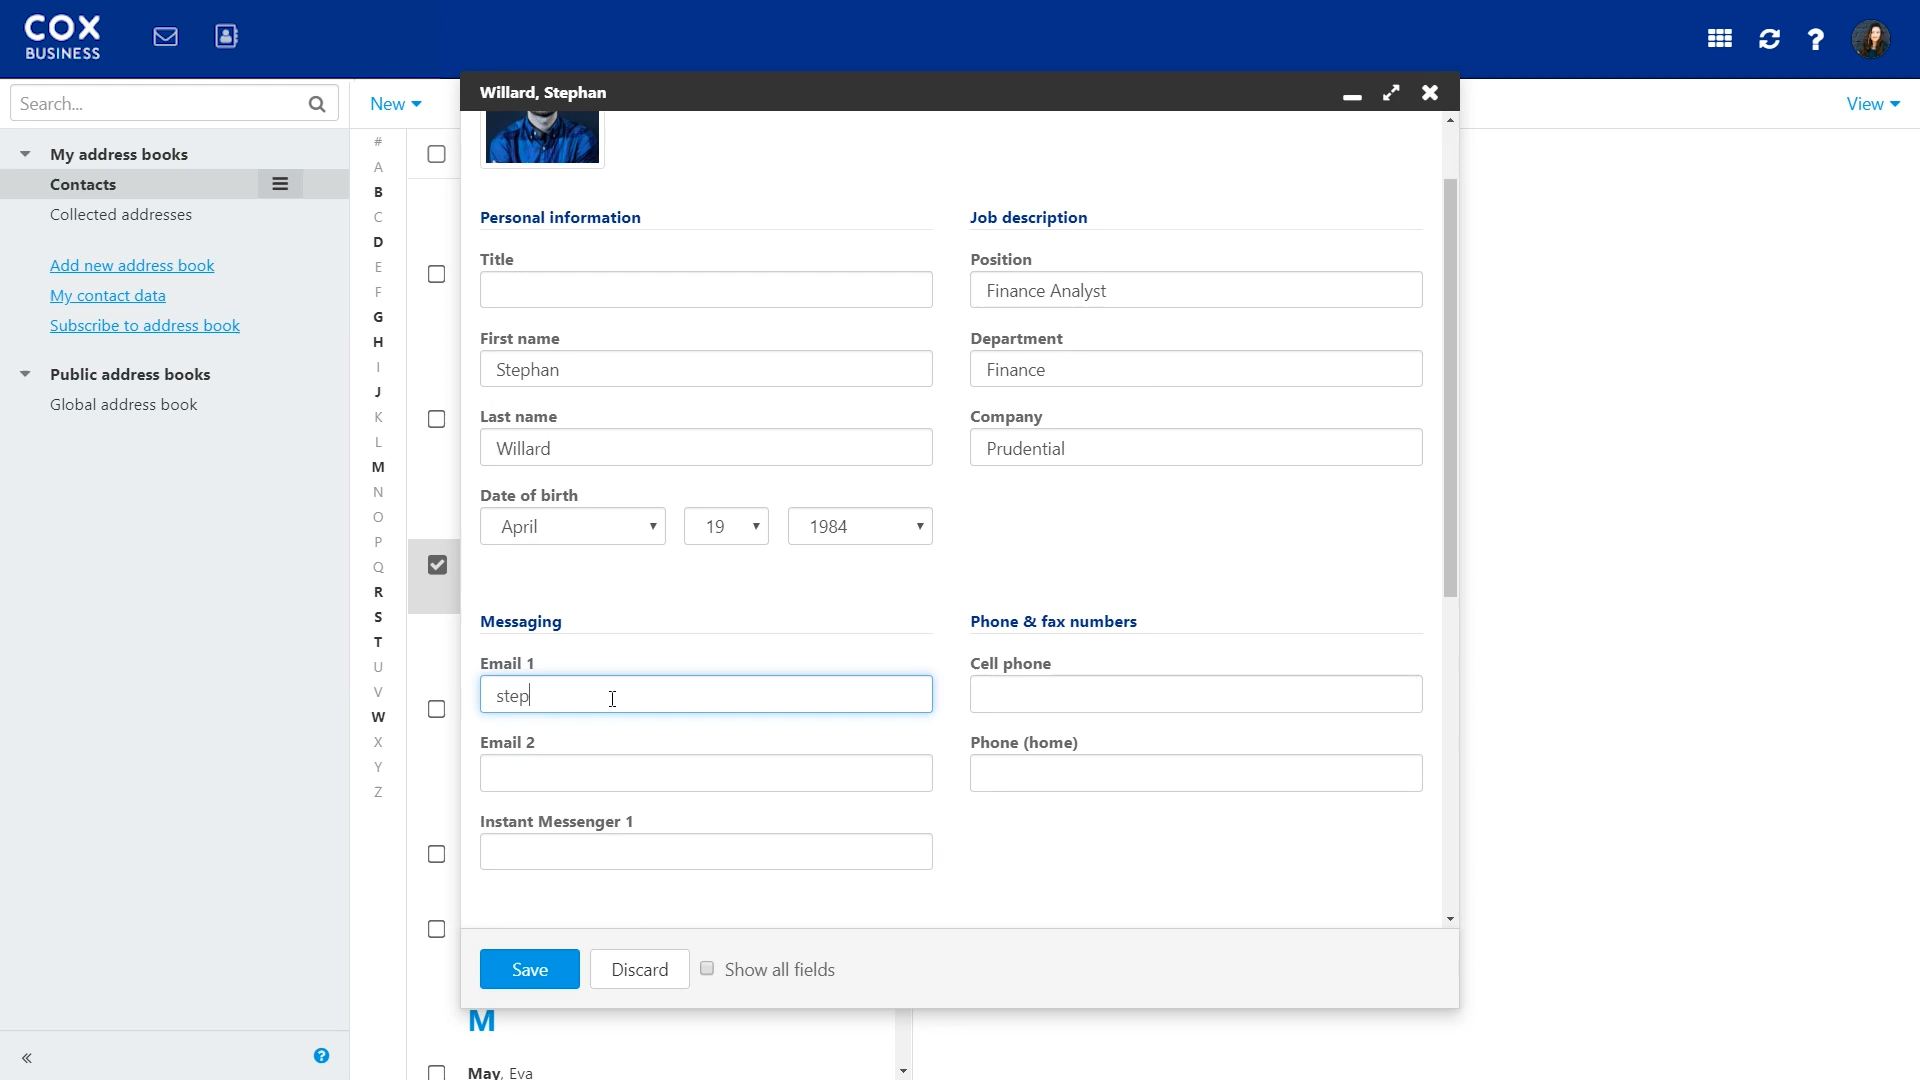 COX
BUSINESS
Search...
New
View
My address books
Contacts
Collected addresses
Add new address book
My contact data
Subscribe to address book
Public address books
Global address book
#
A
B
C
D
E
F
G
H
I
J
K
L
M
N
O
P
Q
R
S
T
U
V
W
X
Y
Z
Willard, Stephan
Personal information
Title
First name
Stephan
Last name
Willard
Date of birth
April 19 1984
Job description
Position
Finance Analyst
Department
Finance
Company
Prudential
Messaging
Email 1
step
Email 2
Instant Messenger 1
Phone & fax numbers
Cell phone
Phone (home)
Save Discard Show all fields
M
May, Eva
«
?